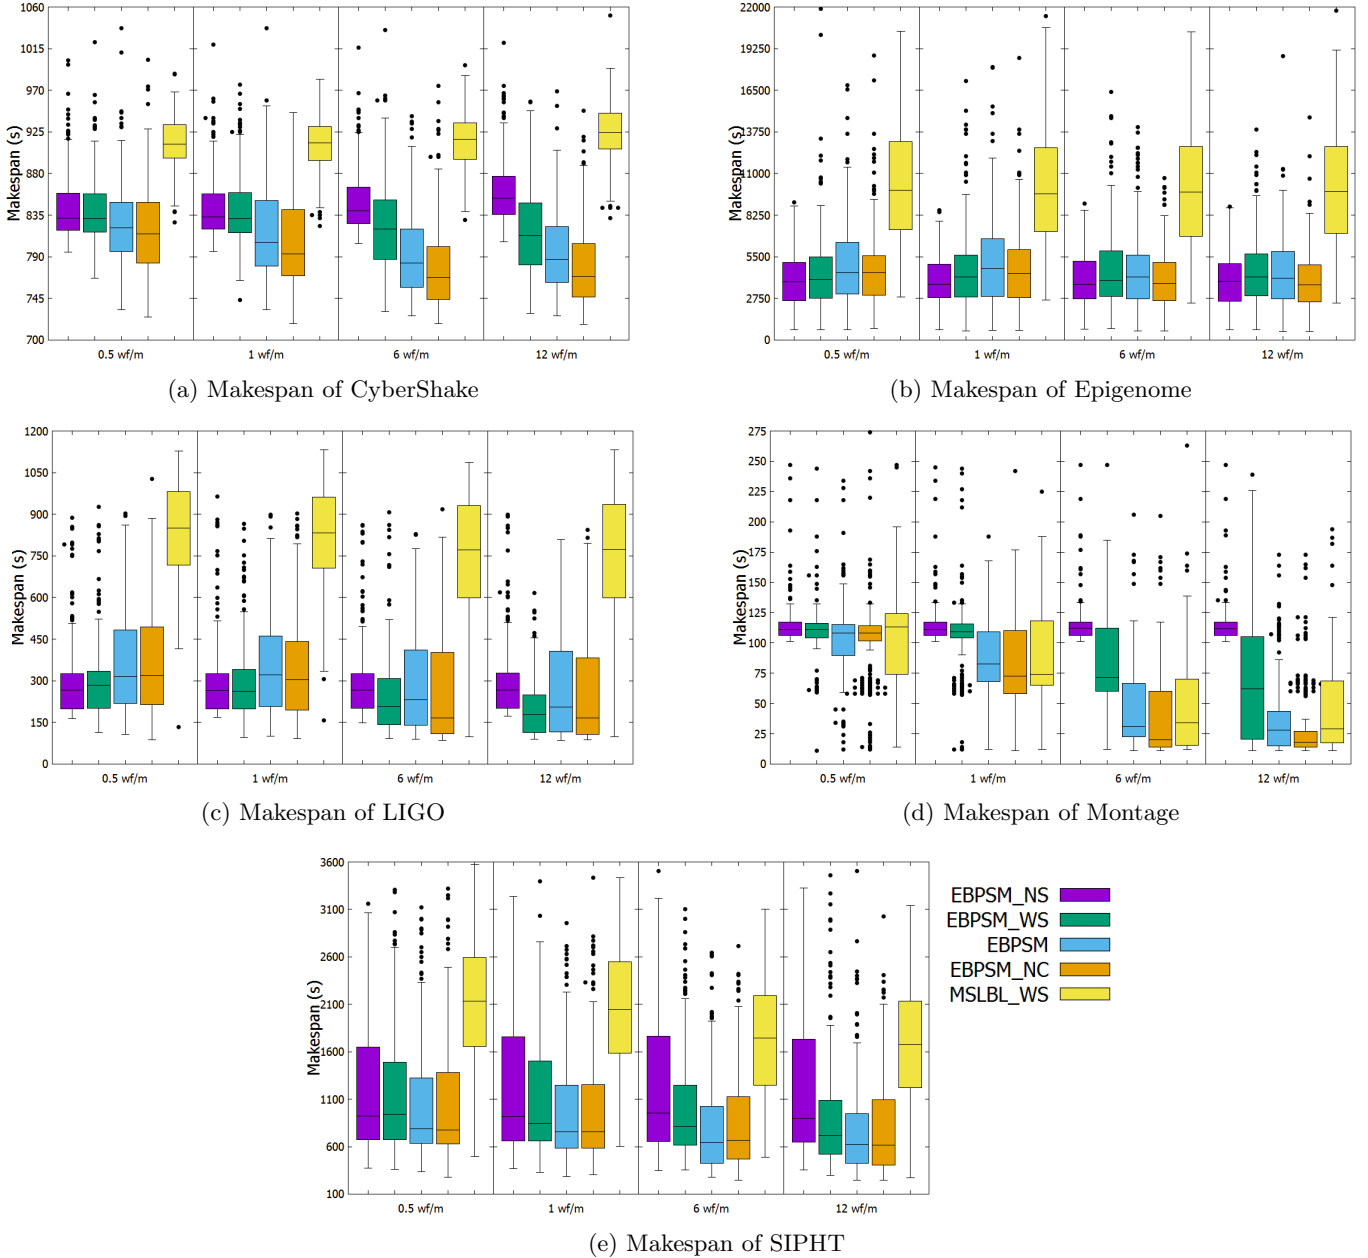 1060
1015
970
925
880
835
790
745
700
Makespan (s)
0.5 wf/m 1 wf/m 6 wf/m 12 wf/m
(a) Makespan of CyberShake
22000
19250
16500
13750
11000
8250
5500
2750
0
Makespan (s)
0.5 wf/m 1 wf/m 6 wf/m 12 wf/m
(b) Makespan of Epigenome
1200
1050
900
750
600
450
300
150
0
Makespan (s)
0.5 wf/m 1 wf/m 6 wf/m 12 wf/m
(c) Makespan of LIGO
275
250
225
200
175
150
125
100
75
50
25
0
Makespan (s)
0.5 wf/m 1 wf/m 6 wf/m 12 wf/m
(d) Makespan of Montage
3600
3100
2600
2100
1600
1100
600
100
Makespan (s)
0.5 wf/m 1 wf/m 6 wf/m 12 wf/m
EBPSM_NS
EBPSM_WS
EBPSM
EBPSM_NC
MSLBL_WS
(e) Makespan of SIPHT